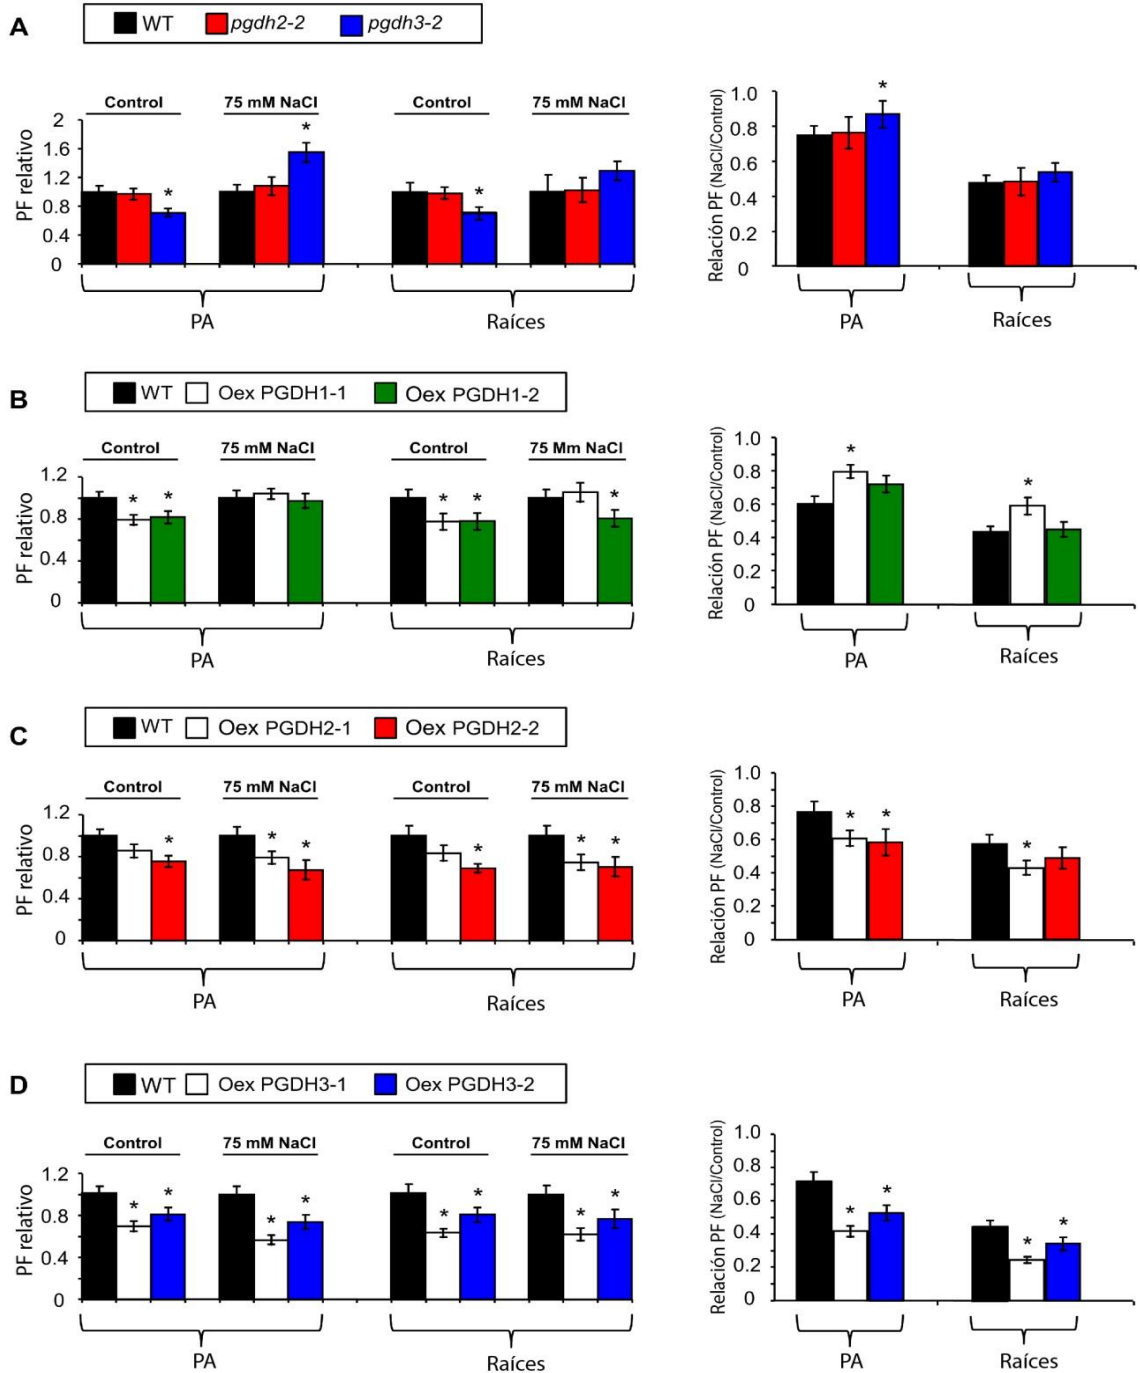 A
WT pgdh2-2 pgdh3-2
Control 75 mM NaCl Control 75 mM NaCl
PF relativo
2
1.6
1.2
0.8
0.4
0
* * * 
PA Raíces
Relación PF (NaCl/Control)
1.0
0.8
0.6
0.4
0.2
0
*
PA Raíces
B
WT Oex PGDH1-1 Oex PGDH1-2
Control 75 mM NaCl Control 75 Mm NaCl
PF relativo
1.2
0.8
0.4
0
* * * * *
PA Raíces
Relación PF (NaCl/Control)
1.0
0.8
0.6
0.4
0.2
0
* *
PA Raíces
C
WT Oex PGDH2-1 Oex PGDH2-2
Control 75 mM NaCl Control 75 mM NaCl
PF relativo
1.2
0.8
0.4
0
* * * * * *
PA Raíces
Relación PF (NaCl/Control)
1.0
0.8
0.6
0.4
0.2
0
* * *
PA Raíces
D
WT Oex PGDH3-1 Oex PGDH3-2
Control 75 mM NaCl Control 75 mM NaCl
PF relativo
1.2
0.8
0.4
0
* * * * * * * *
PA Raíces
Relación PF (NaCl/Control)
1.0
0.8
0.6
0.4
0.2
0
* * * *
PA Raíces